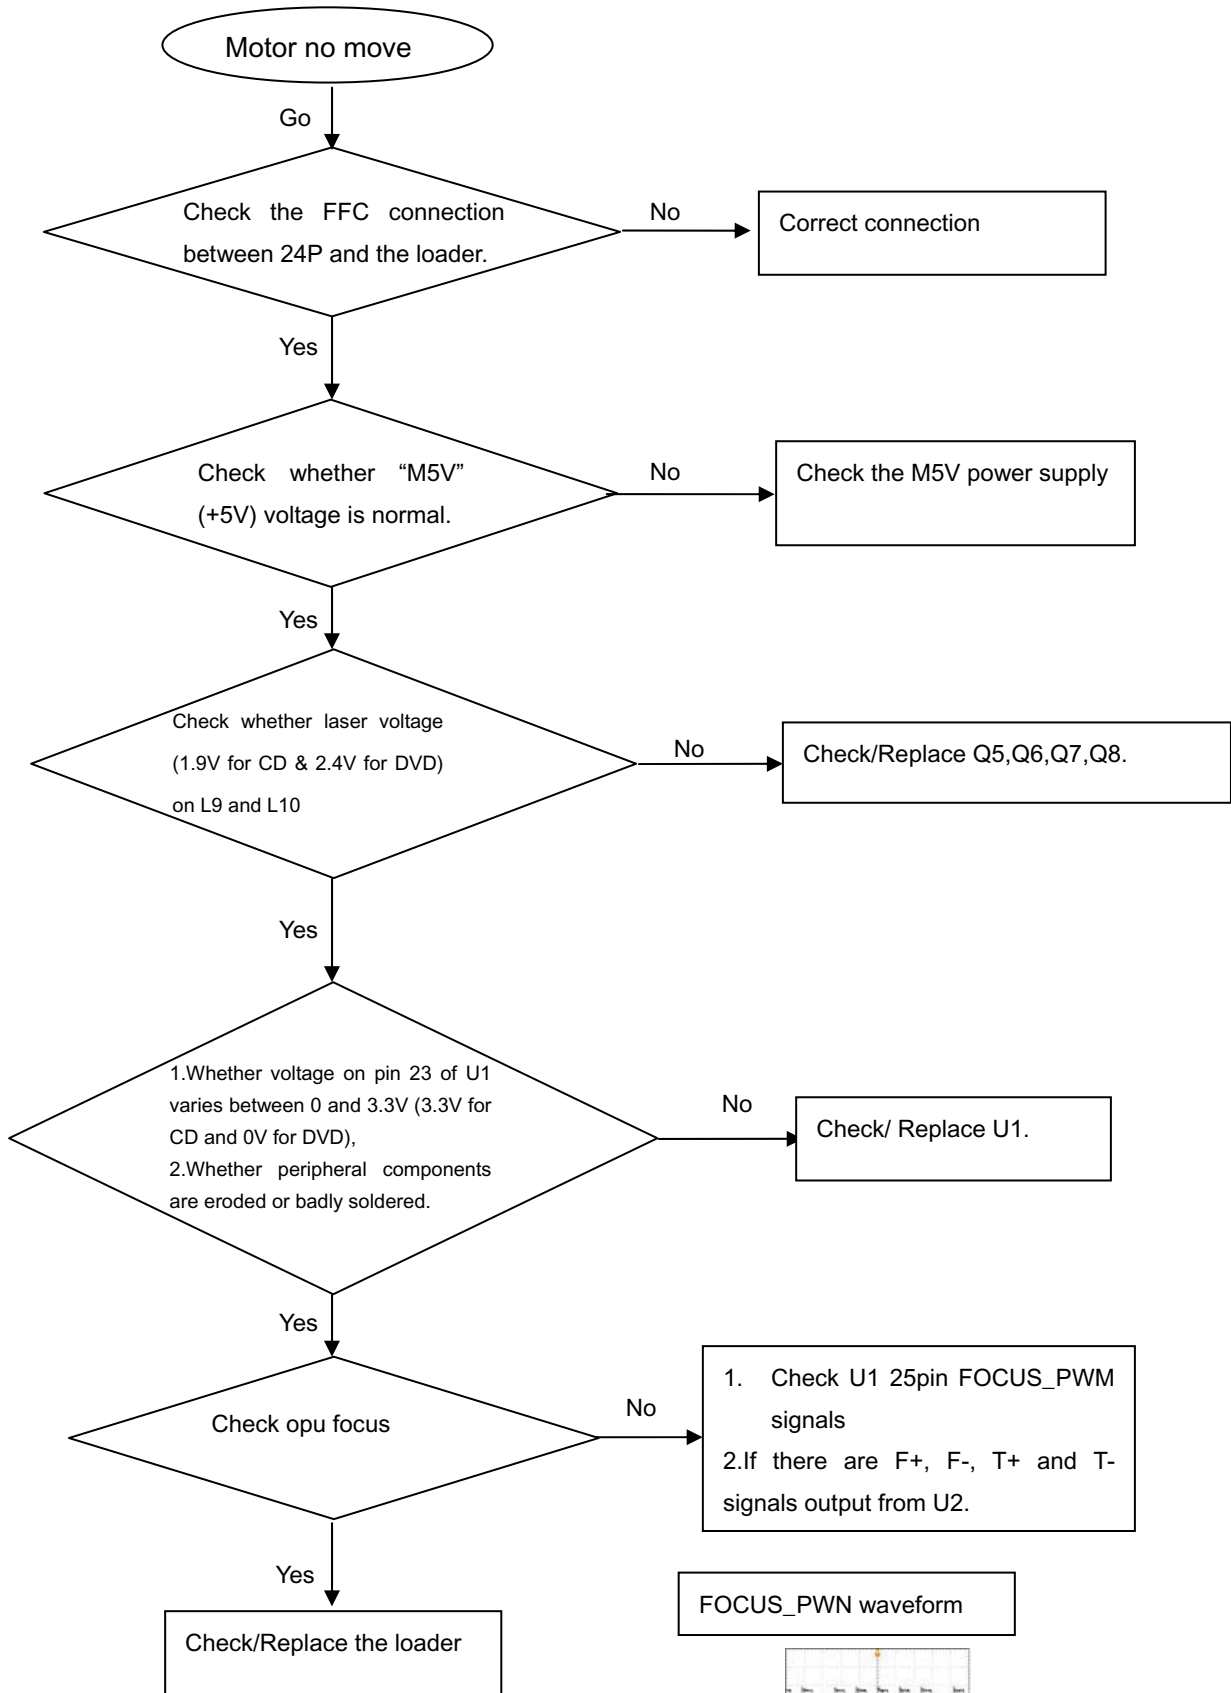 Motor no move
Go
Check the FFC connection
between 24P and the loader.
No
Correct connection
Yes
Check whether “M5V”
(+5V) voltage is normal.
No
Check the M5V power supply
Yes
Check whether laser voltage
(1.9V for CD & 2.4V for DVD)
on L9 and L10
No
Check/Replace Q5,Q6,Q7,Q8.
Yes
1.Whether voltage on pin 23 of U1
varies between 0 and 3.3V (3.3V for
CD and 0V for DVD),
2.Whether peripheral components
are eroded or badly soldered.
No
Check/ Replace U1.
Yes
Check opu focus
No
1. Check U1 25pin FOCUS_PWM
signals
2.If there are F+, F-, T+ and T-
signals output from U2.
Yes
Check/Replace the loader
FOCUS_PWN waveform